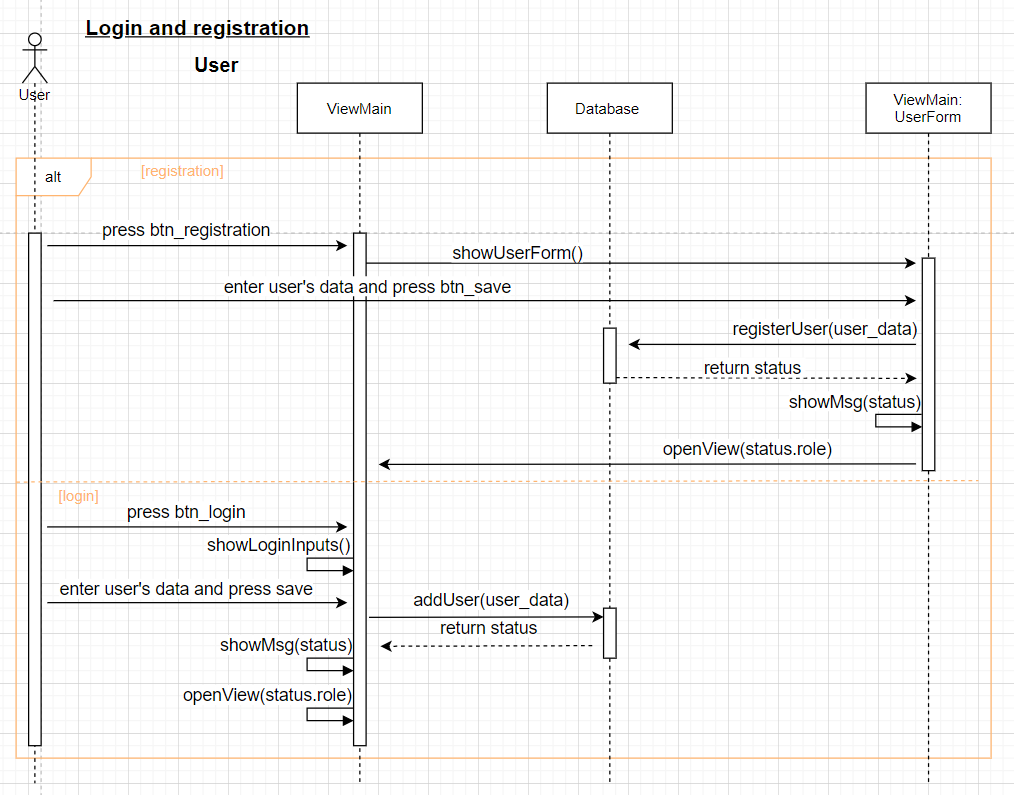 Login and registration
User
User
ViewMain
Database
ViewMain:
UserForm
alt
[registration]
press btn_registration
showUserForm()
enter user's data and press btn_save
registerUser(user_data)
return status
showMsg(status)
openView(status.role)
[login]
press btn_login
showLoginInputs()
enter user's data and press save
addUser(user_data)
return status
showMsg(status)
openView(status.role)